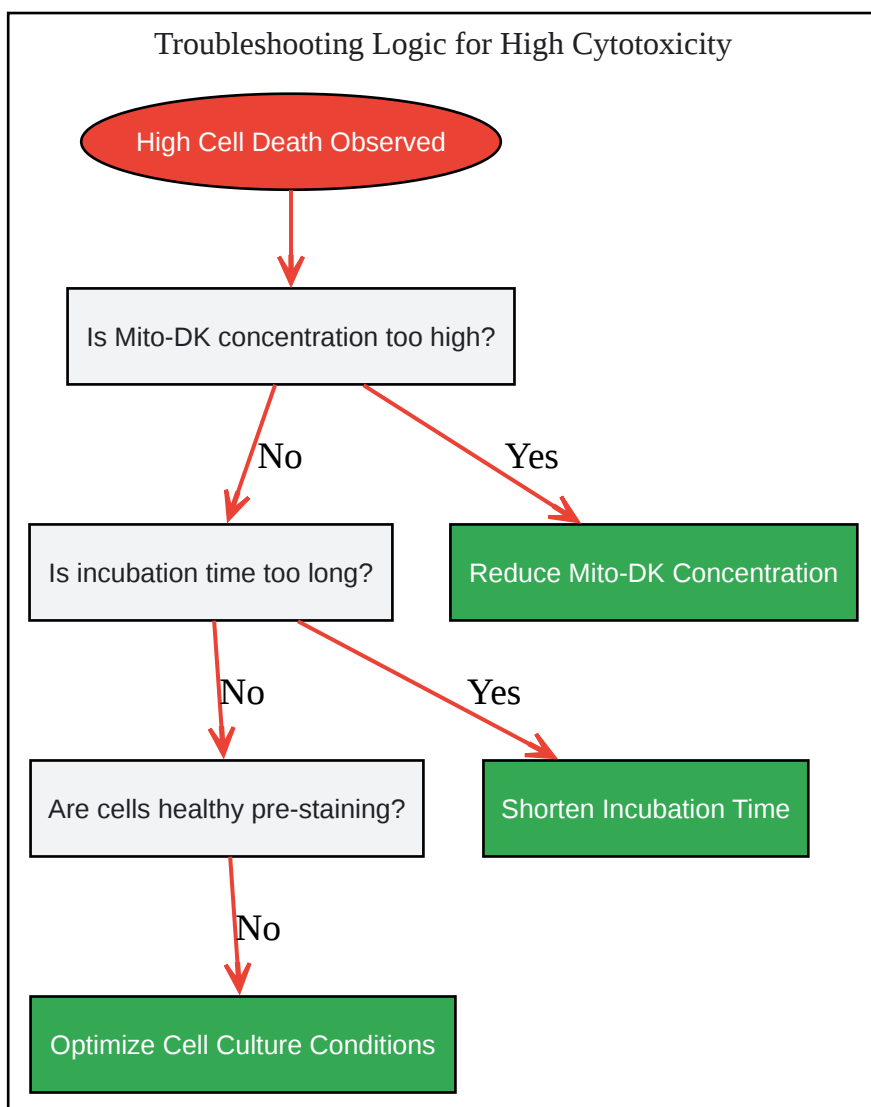 Troubleshooting Logic for High Cytotoxicity
High Cell Death Observed
Is Mito-DK concentration too high?
No
Yes
Is incubation time too long?
Reduce Mito-DK Concentration
No
Yes
Are cells healthy pre-staining?
Shorten Incubation Time
No
Optimize Cell Culture Conditions